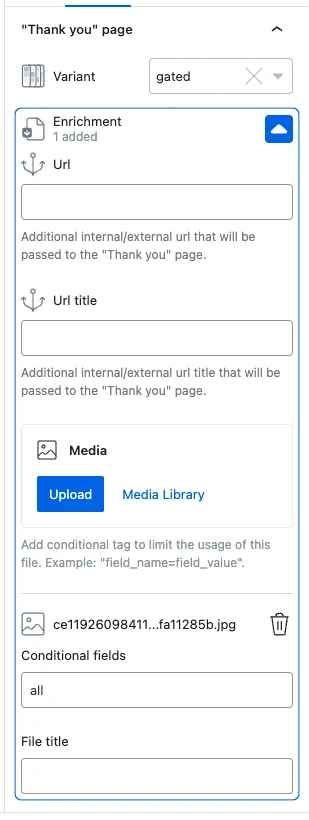 "Thank you" page
Variant
gated
Enrichment
1 added
Url
Additional internal/external url that will be
passed to the "Thank you" page.
Url title
Additional internal/external url title that will be
passed to the "Thank you" page.
Media
Upload
Media Library
Add conditional tag to limit the usage of this
file. Example: "field_name=field_value".
ce11926098411...fa11285b.jpg
Conditional fields
all
File title